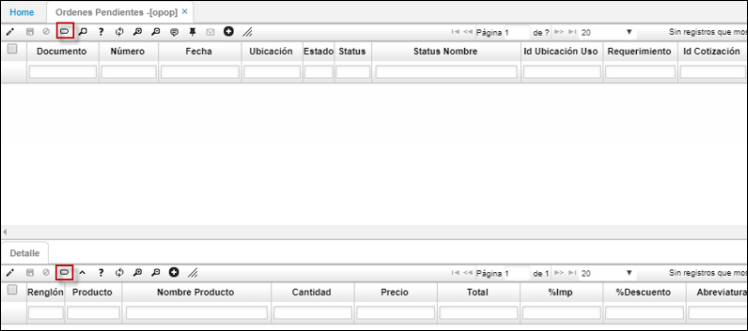 Home
Ordenes Pendientes -[opop] ×
? Página 1 de ? 20 Sin registros que mos
Documento Número Fecha Ubicación Estado Status Status Nombre Id Ubicación Uso Requerimiento Id Cotización
Detalle
? Página 1 de 1 20 Sin registros que mos
Renglón Producto Nombre Producto Cantidad Precio Total %Imp %Descuento Abreviatura